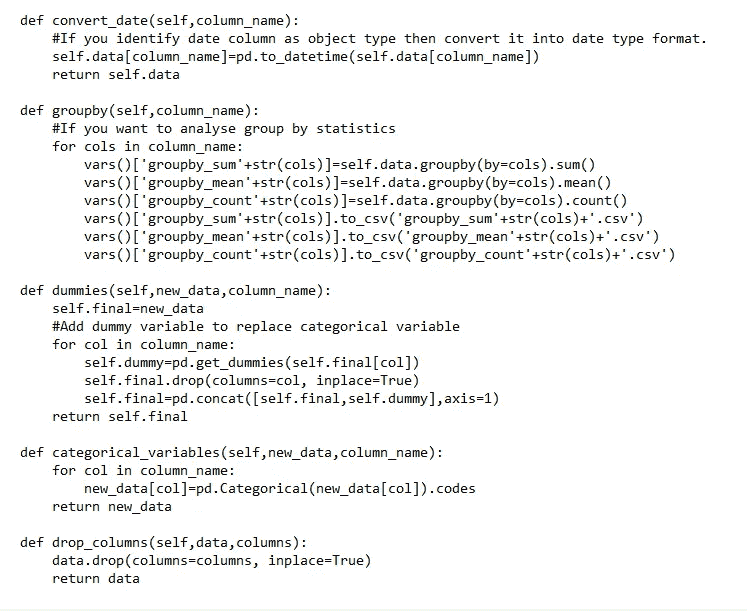 def convert_date(self,column_name):
    #If you identify date column as object type then convert it into date type format.
    self.data[column_name]=pd.to_datetime(self.data[column_name])
    return self.data

def groupby(self,column_name):
    #If you want to analyse group by statistics
    for cols in column_name:
        vars()['groupby_sum'+str(cols)]=self.data.groupby(by=cols).sum()
        vars()['groupby_mean'+str(cols)]=self.data.groupby(by=cols).mean()
        vars()['groupby_count'+str(cols)]=self.data.groupby(by=cols).count()
        vars()['groupby_sum'+str(cols)].to_csv('groupby_sum'+str(cols)+'.csv')
        vars()['groupby_mean'+str(cols)].to_csv('groupby_mean'+str(cols)+'.csv')
        vars()['groupby_count'+str(cols)].to_csv('groupby_count'+str(cols)+'.csv')

def dummies(self,new_data,column_name):
    self.final=new_data
    #Add dummy variable to replace categorical variable
    for col in column_name:
        self.dummy=pd.get_dummies(self.final[col])
        self.final.drop(columns=col, inplace=True)
        self.final=pd.concat([self.final,self.dummy],axis=1)
    return self.final

def categorical_variables(self,new_data,column_name):
    for col in column_name:
        new_data[col]=pd.Categorical(new_data[col]).codes
    return new_data

def drop_columns(self,data,columns):
    data.drop(columns=columns, inplace=True)
    return data